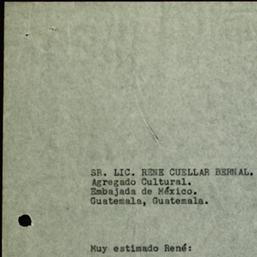 SR. LIC. RENE CUELLAR BERNAL.
Agregado Cultural.
Embajada de México.
Guatemala, Guatemala.
Muy estimado René: